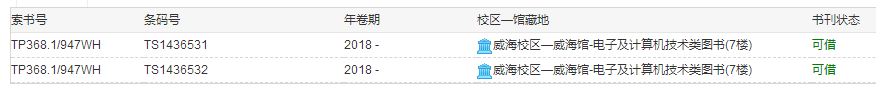 索书号 条码号 年卷期 校区—馆藏地 书刊状态
TP368.1/947WH TS1436531 2018 - 威海校区—威海馆-电子及计算机技术类图书(7楼) 可借
TP368.1/947WH TS1436532 2018 - 威海校区—威海馆-电子及计算机技术类图书(7楼) 可借